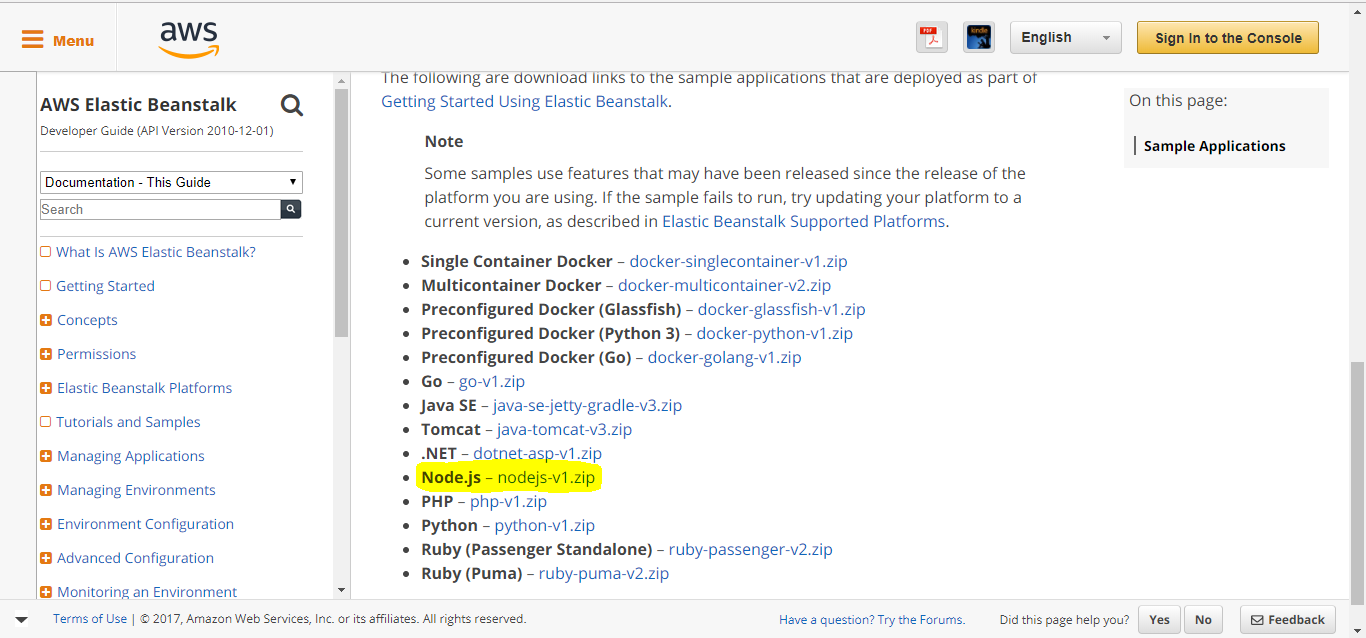 Menu
aws
PDF
kindle
English
Sign In to the Console
AWS Elastic Beanstalk
Developer Guide (API Version 2010-12-01)
Documentation - This Guide
Search
What Is AWS Elastic Beanstalk?
Getting Started
Concepts
Permissions
Elastic Beanstalk Platforms
Tutorials and Samples
Managing Applications
Managing Environments
Environment Configuration
Advanced Configuration
Monitoring an Environment
The following are download links to the sample applications that are deployed as part of
Getting Started Using Elastic Beanstalk.
Note
Some samples use features that may have been released since the release of the
platform you are using. If the sample fails to run, try updating your platform to a
current version, as described in Elastic Beanstalk Supported Platforms.
• Single Container Docker – docker-singlecontainer-v1.zip
• Multicontainer Docker – docker-multicontainer-v2.zip
• Preconfigured Docker (Glassfish) – docker-glassfish-v1.zip
• Preconfigured Docker (Python 3) – docker-python-v1.zip
• Preconfigured Docker (Go) – docker-golang-v1.zip
• Go – go-v1.zip
• Java SE – java-se-jetty-gradle-v3.zip
• Tomcat – java-tomcat-v3.zip
• .NET – dotnet-asp-v1.zip
• Node.js – nodejs-v1.zip
• PHP – php-v1.zip
• Python – python-v1.zip
• Ruby (Passenger Standalone) – ruby-passenger-v2.zip
• Ruby (Puma) – ruby-puma-v2.zip
On this page:
Sample Applications
Terms of Use | © 2017, Amazon Web Services, Inc. or its affiliates. All rights reserved.
Have a question? Try the Forums.
Did this page help you?
Yes
No
Feedback